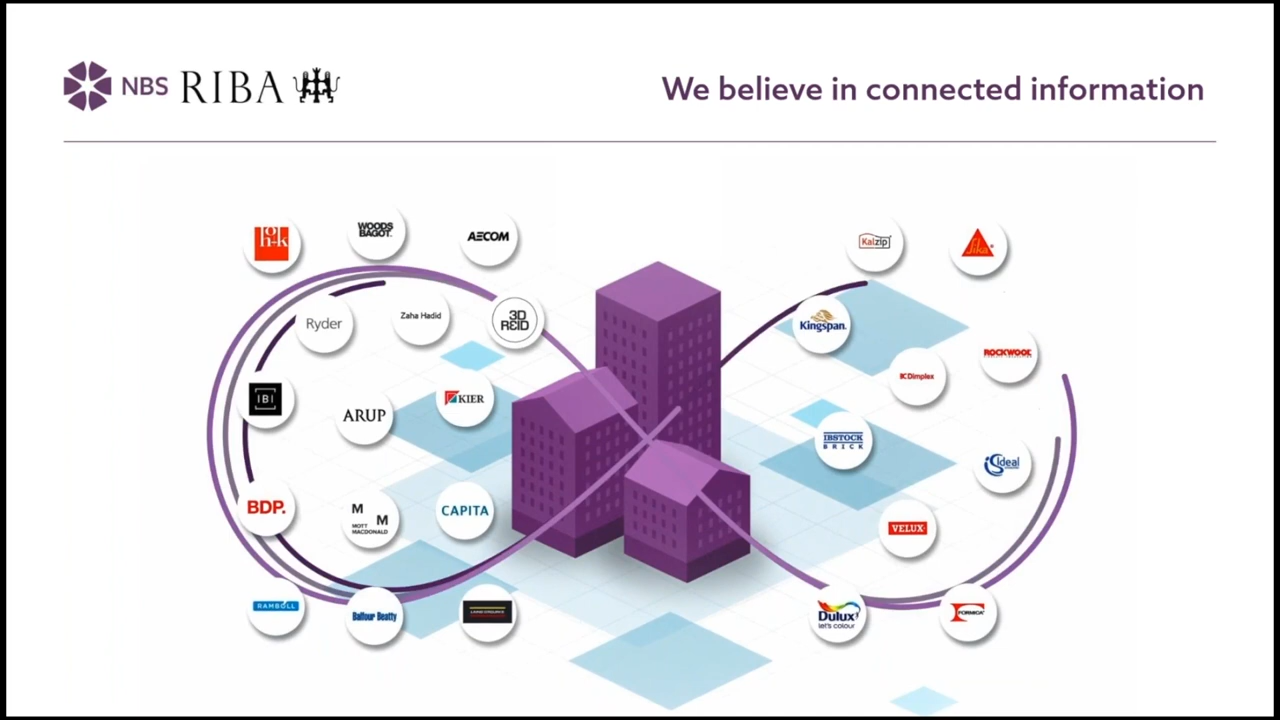 NBS RIBA
We believe in connected information
hok
WOODS
BAGOT
AECOM
Kalzip
Sika
Ryder
Zaha Hadid
3D
REID
Kingspan.
ROCKWOOL
Dimplex
IBI
ARUP
KIER
IBSTOCK
BRICK
Ideal
BDP.
M
M
MOTT
MACDONALD
CAPITA
VELUX
RAMBOLL
Balfour Beatty
LAING O'ROURKE
Dulux
let's colour
FORMICA